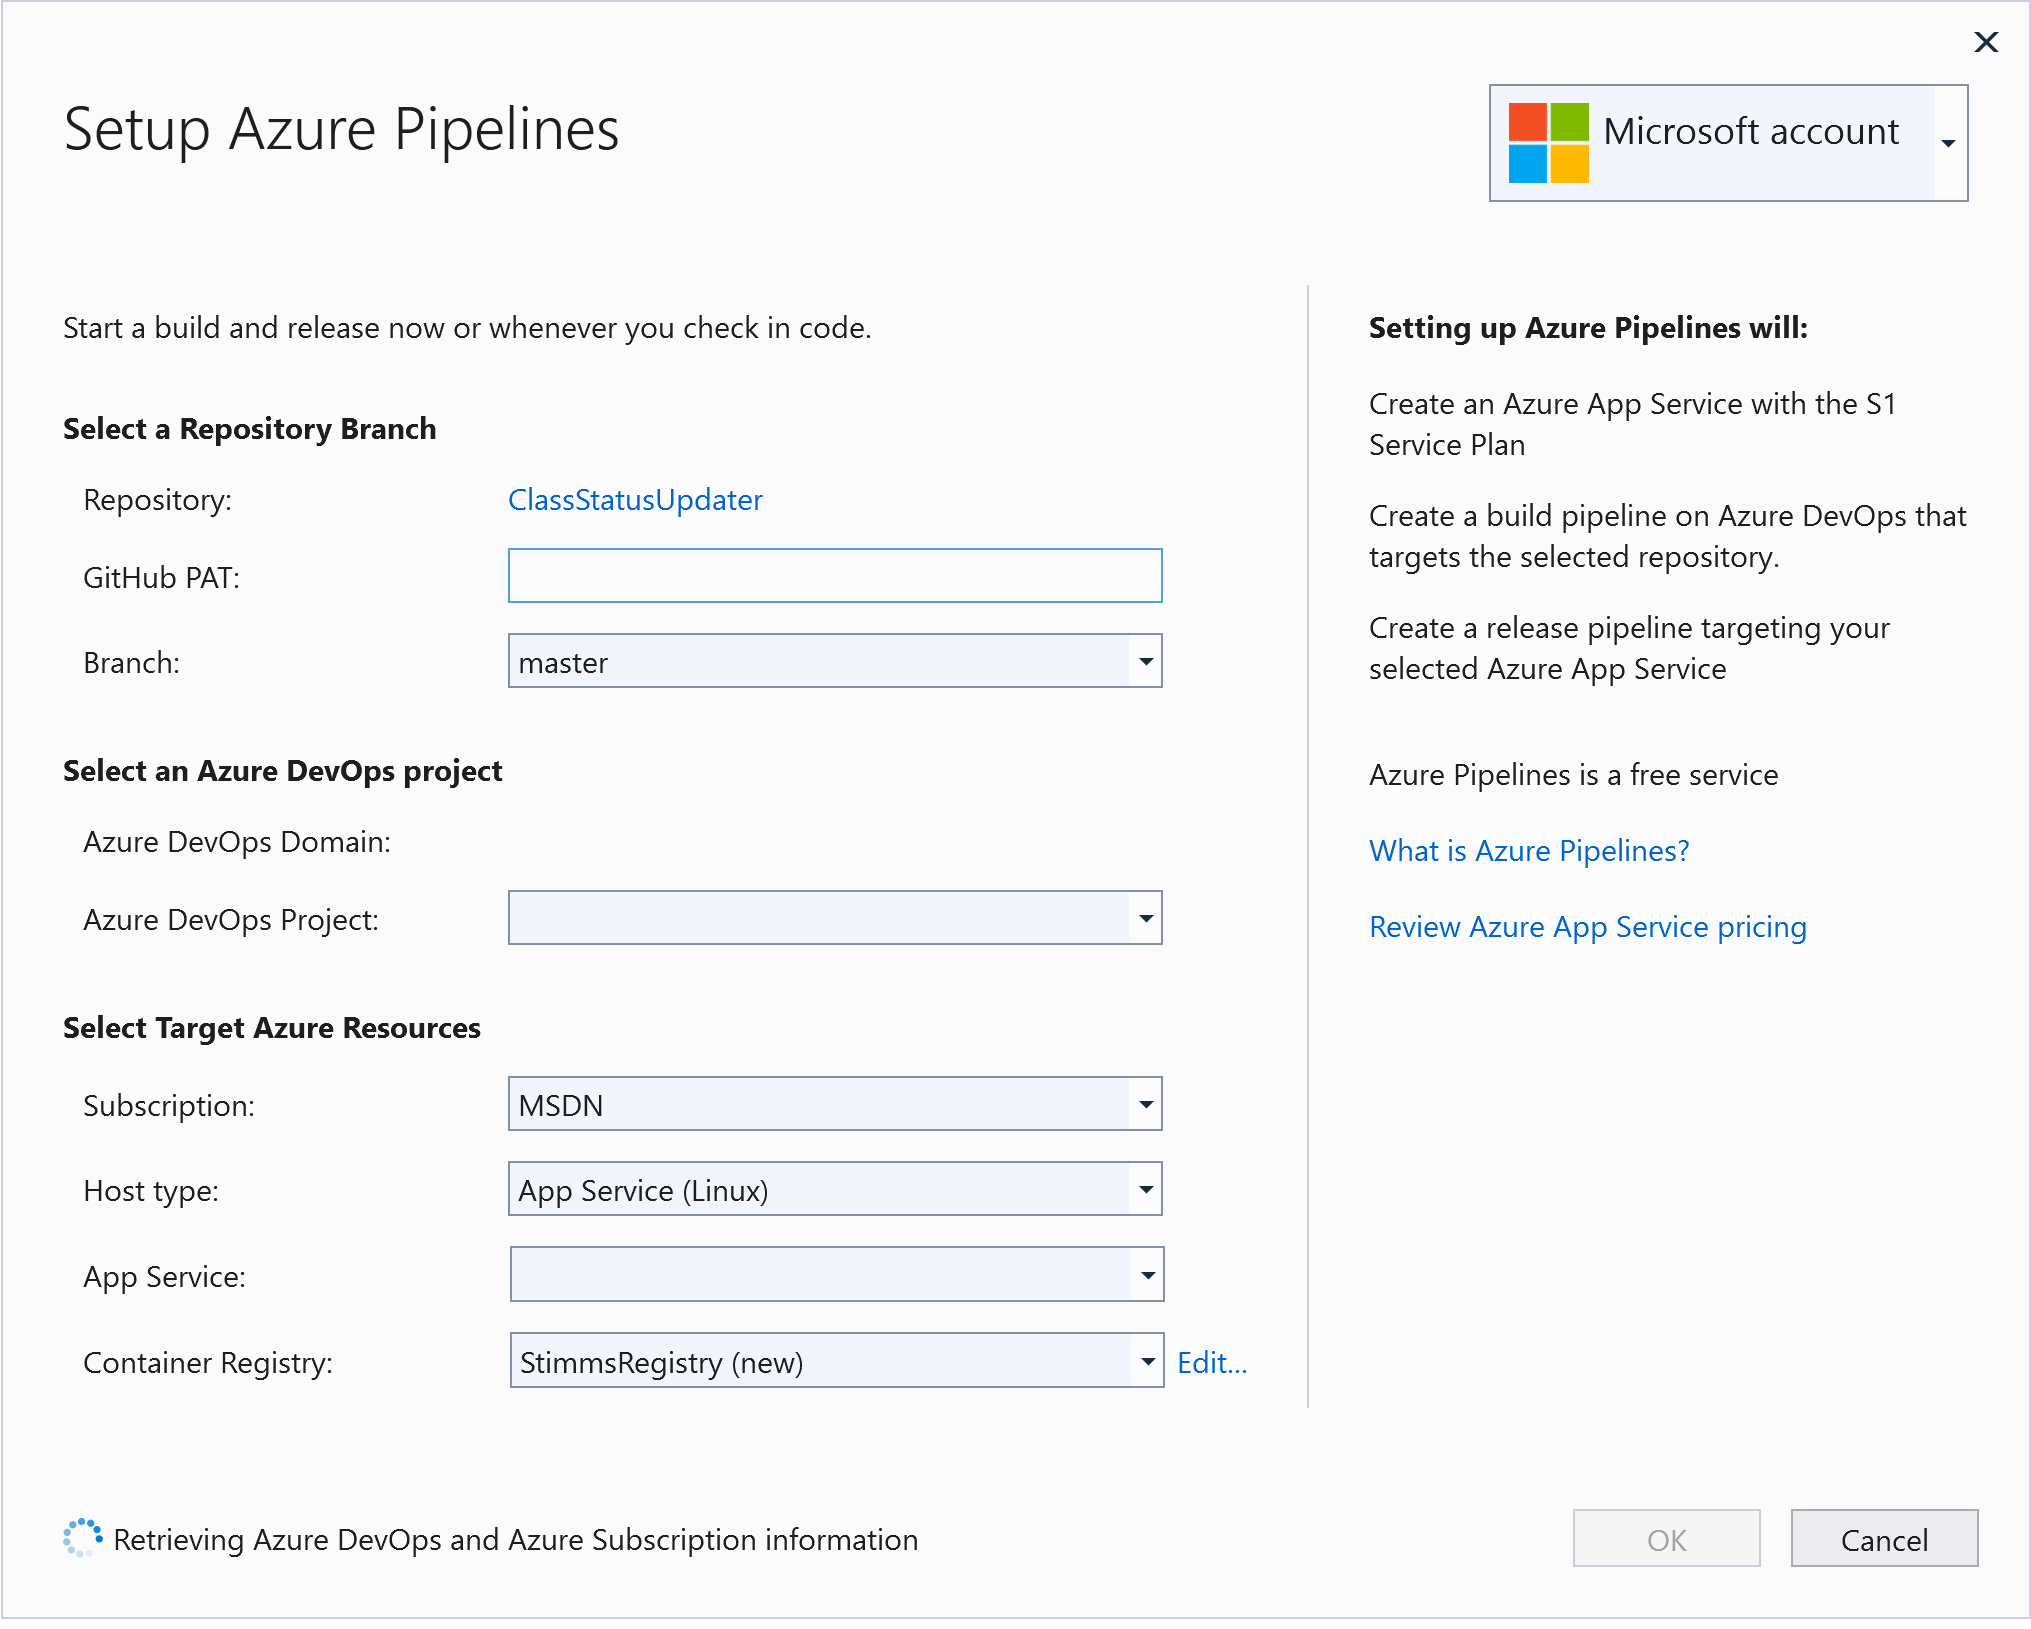 Setup Azure Pipelines
Microsoft account
Start a build and release now or whenever you check in code.
Select a Repository Branch
Repository: ClassStatusUpdater
GitHub PAT:
Branch: master
Select an Azure DevOps project
Azure DevOps Domain:
Azure DevOps Project:
Select Target Azure Resources
Subscription: MSDN
Host type: App Service (Linux)
App Service:
Container Registry: StimmsRegistry (new) Edit...
Setting up Azure Pipelines will:
Create an Azure App Service with the S1
Service Plan
Create a build pipeline on Azure DevOps that
targets the selected repository.
Create a release pipeline targeting your
selected Azure App Service
Azure Pipelines is a free service
What is Azure Pipelines?
Review Azure App Service pricing
Retrieving Azure DevOps and Azure Subscription information
OK Cancel